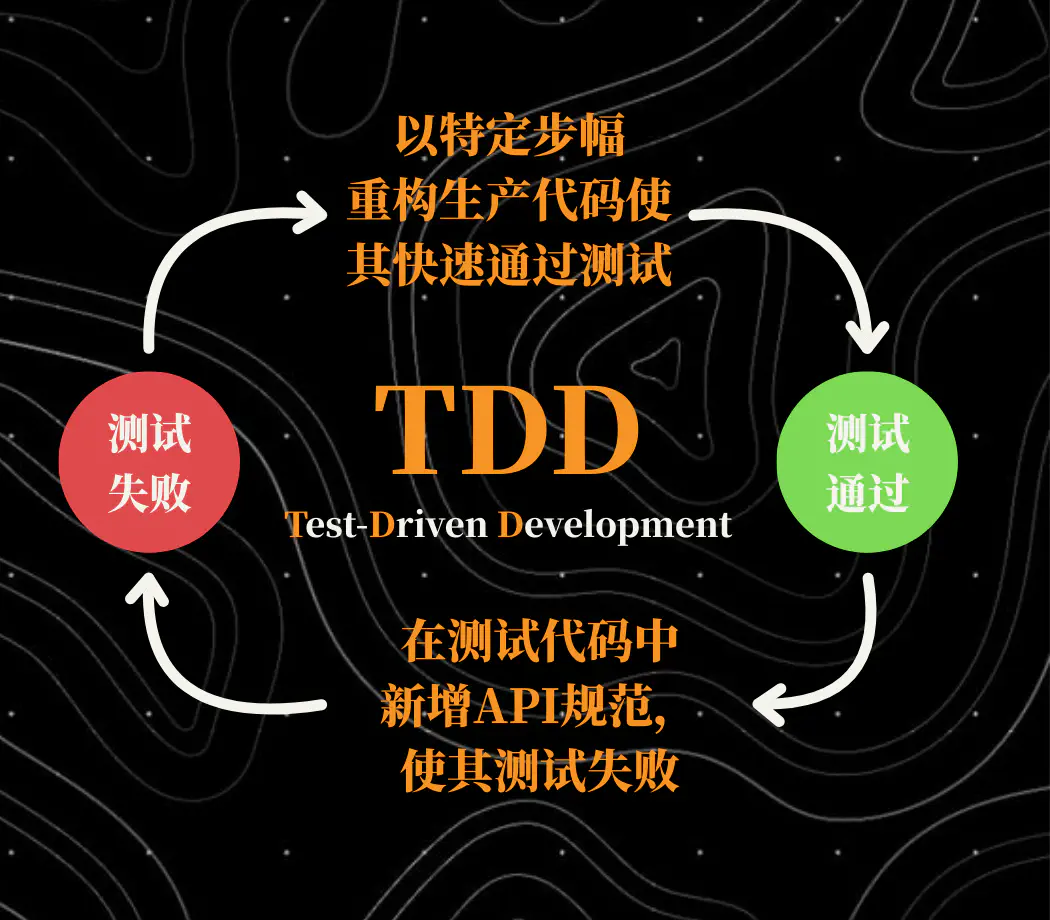 以特定步幅
重构生产代码使
其快速通过测试
测试
失败
TDD
Test-Driven Development
测试
通过
在测试代码中
新增API规范,
使其测试失败